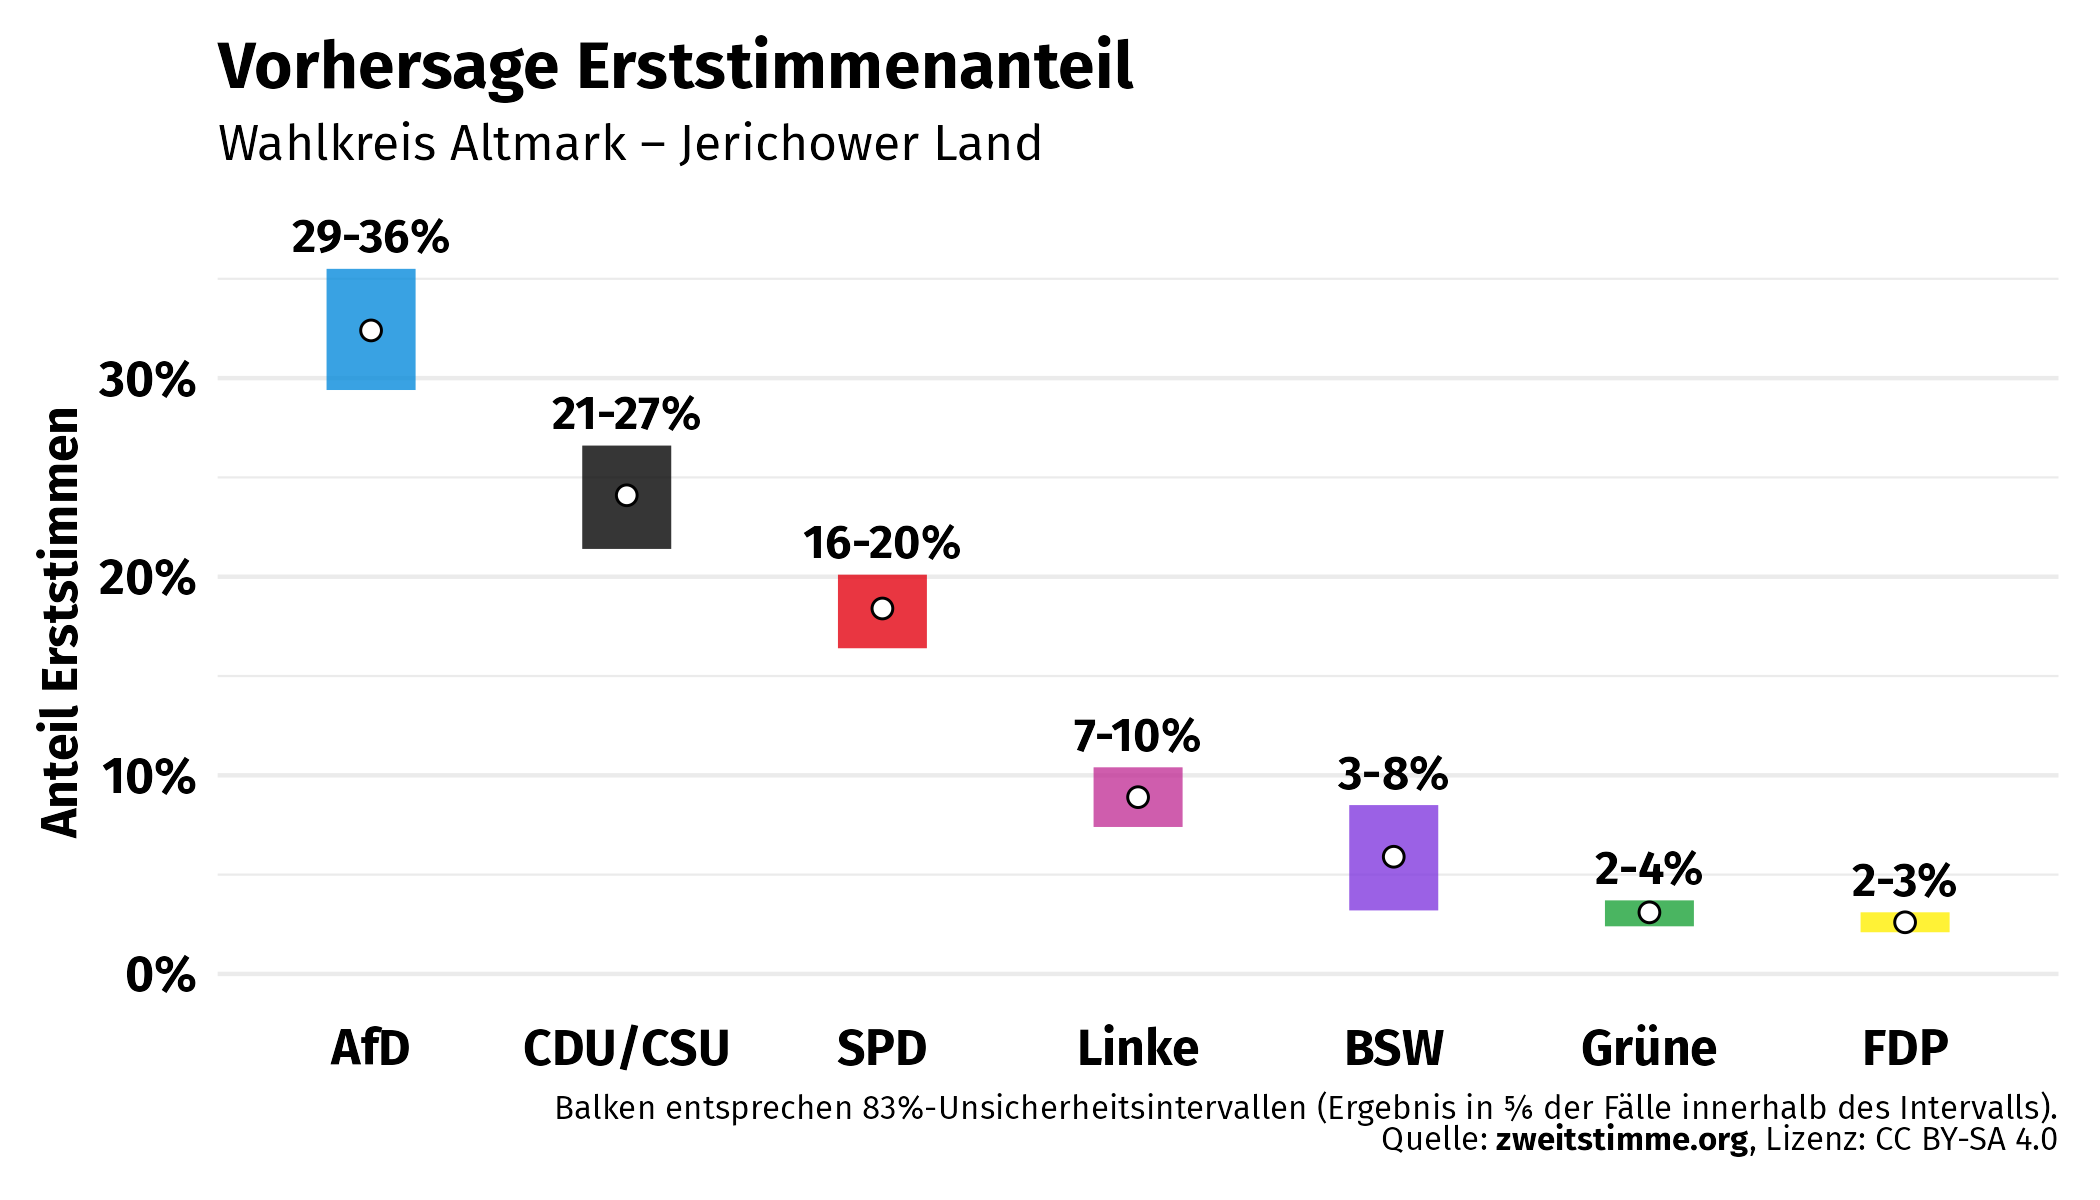 Vorhersage Erststimmenanteil
Wahlkreis Altmark – Jerichower Land
29-36%
21-27%
16-20%
7-10%
3-8%
2-4%
2-3%
Anteil Erststimmen
30%
20%
10%
0%
AfD CDU/CSU SPD Linke BSW Grüne FDP
Balken entsprechen 83%-Unsicherheitsintervallen (Ergebnis in ⅚ der Fälle innerhalb des Intervalls).
Quelle: zweitstimme.org, Lizenz: CC BY-SA 4.0